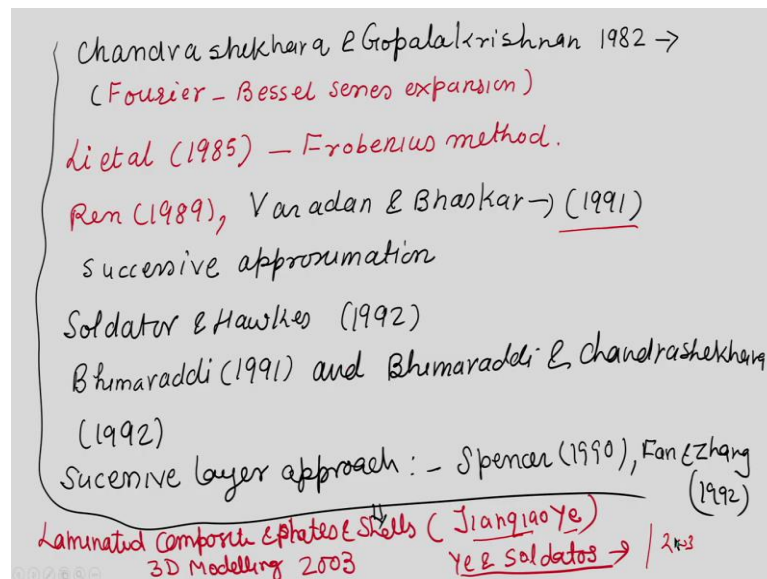 Chandrashekhara & Gopalakrishnan 1982 →
(Fourier - Bessel series expansion)
Li et al (1985) - Frobenius method.
Ren (1989), Varadan & Bhaskar → (1991)
successive approximation
Soldator & Hawkes (1992)
Bhimaraddi (1991) and Bhimaraddi & Chandrashekhara
(1992)
Sucenive layer approach : - Spencer (1990), Fan & Zhang
(1992)
Laminated Composite & plates & Shells ( Jianqiao Ye )
3D Modelling 2003 Ye & Soldatos →